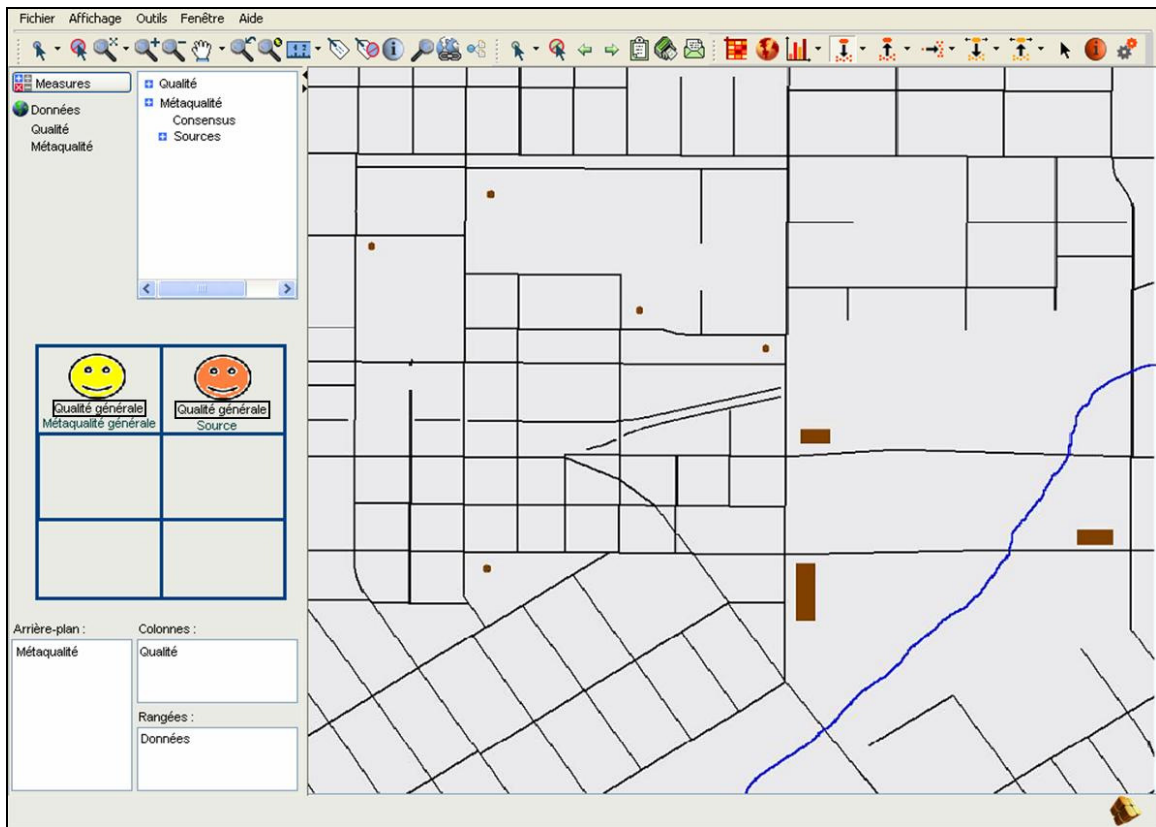 Fichier Affichage Outils Fenêtre Aide
Measures
Données
Qualité
Métaqualité
Qualité
Métaqualité
Consensus
Sources
Qualité générale
Métaqualité générale
Qualité générale
Source
Arrière-plan :
Métaqualité
Colonnes :
Qualité
Rangées :
Données